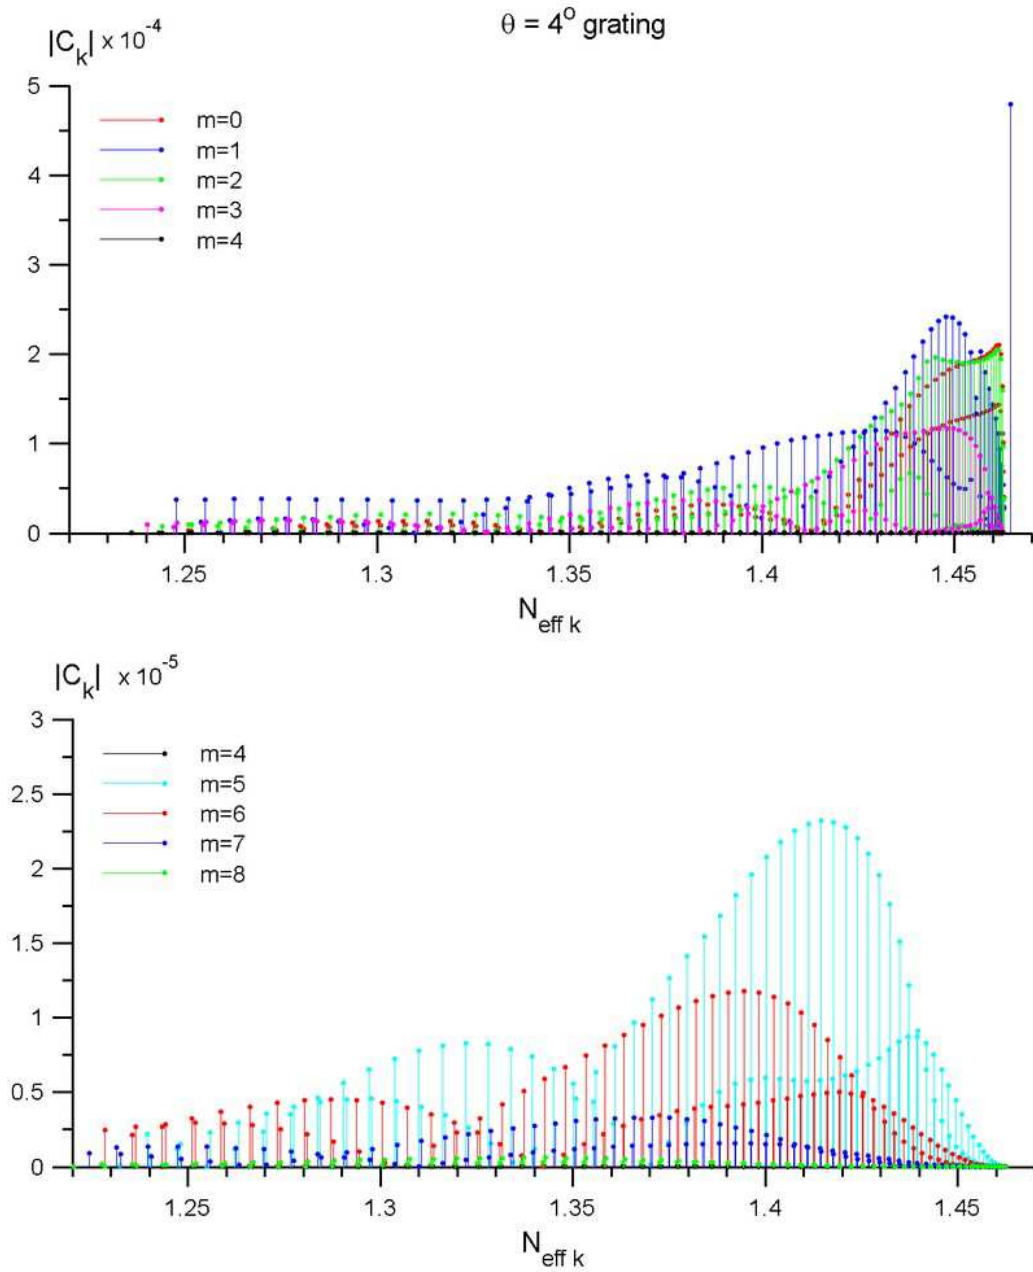 θ = 4° grating
|C_k| x 10^-4
5
4
3
2
1
0
m=0
m=1
m=2
m=3
m=4
1.25 1.3 1.35 1.4 1.45
N_eff k
|C_k| x 10^-5
3
2.5
2
1.5
1
0.5
0
m=4
m=5
m=6
m=7
m=8
1.25 1.3 1.35 1.4 1.45
N_eff k